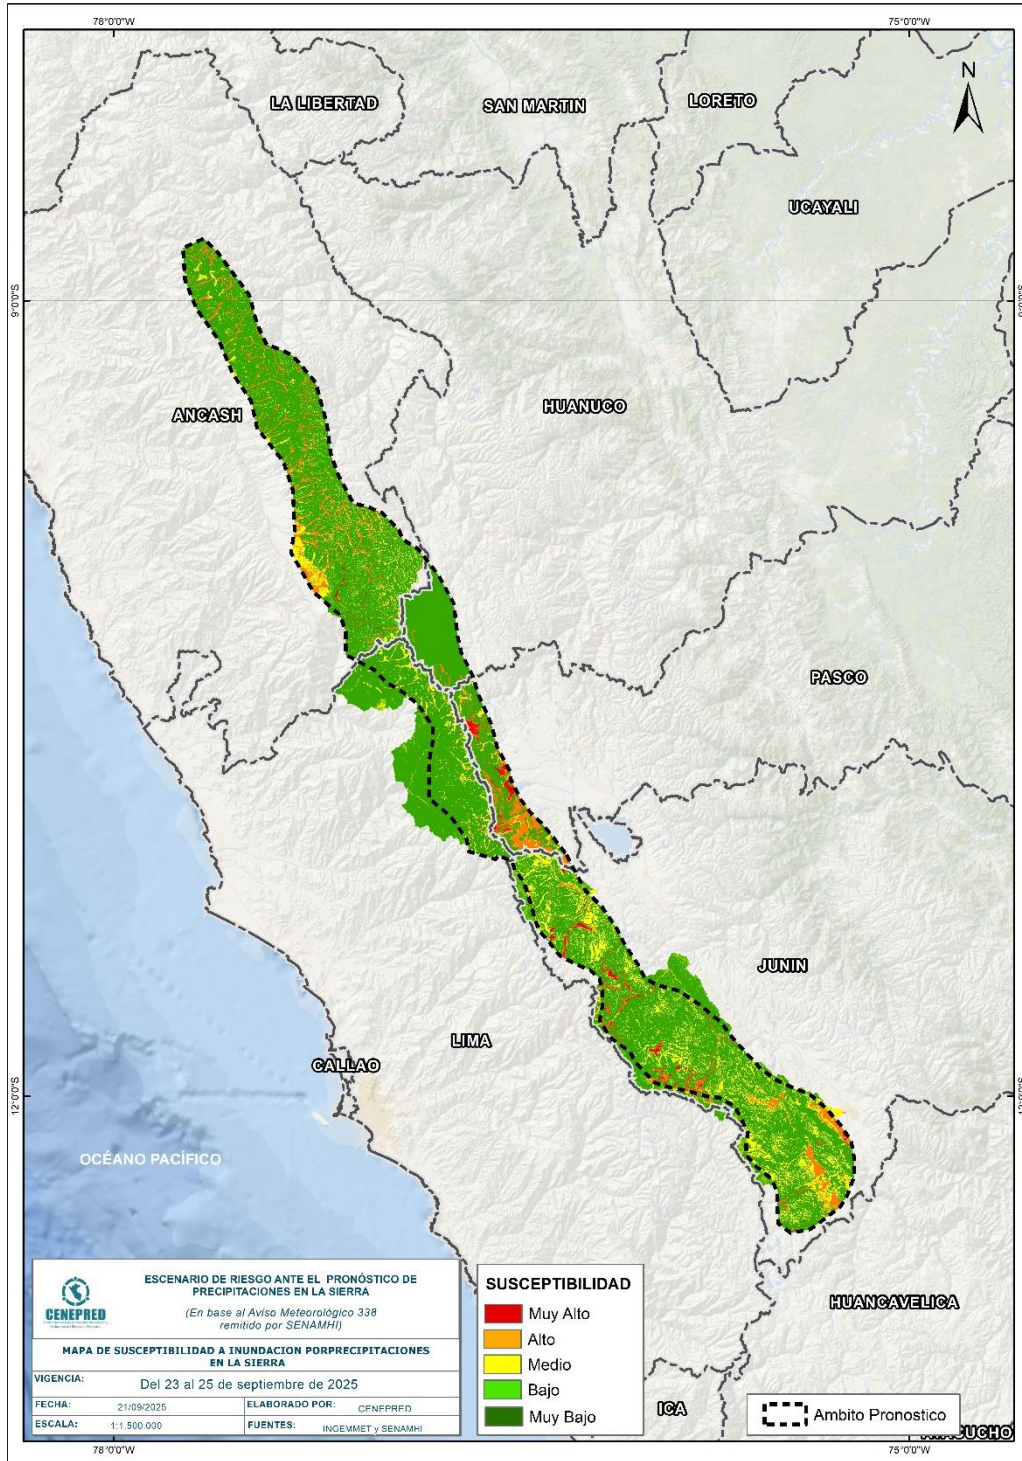 78°0'0"W
75°0'0"W
N
LA LIBERTAD
SAN MARTIN
LORETO
UCAYALI
9°0'0"S
9°0'0"S
ANCASH
HUANUCO
PASCO
JUNIN
LIMA
CALLAO
12°0'0"S
12°0'0"S
OCÉANO PACÍFICO
HUANCAVELICA
ICA
AYACUCHO
CENEPRED
ESCENARIO DE RIESGO ANTE EL PRONÓSTICO DE
PRECIPITACIONES EN LA SIERRA
(En base al Aviso Meteorológico 338
remitido por SENAMHI)
MAPA DE SUSCEPTIBILIDAD A INUNDACION PORPRECIPITACIONES
EN LA SIERRA
VIGENCIA: Del 23 al 25 de septiembre de 2025
FECHA: 21/09/2025 ELABORADO POR: CENEPRED
ESCALA: 1:1.500.000 FUENTES: INGEMMET y SENAMHI
SUSCEPTIBILIDAD
Muy Alto
Alto
Medio
Bajo
Muy Bajo
Ambito Pronostico
78°0'0"W
75°0'0"W